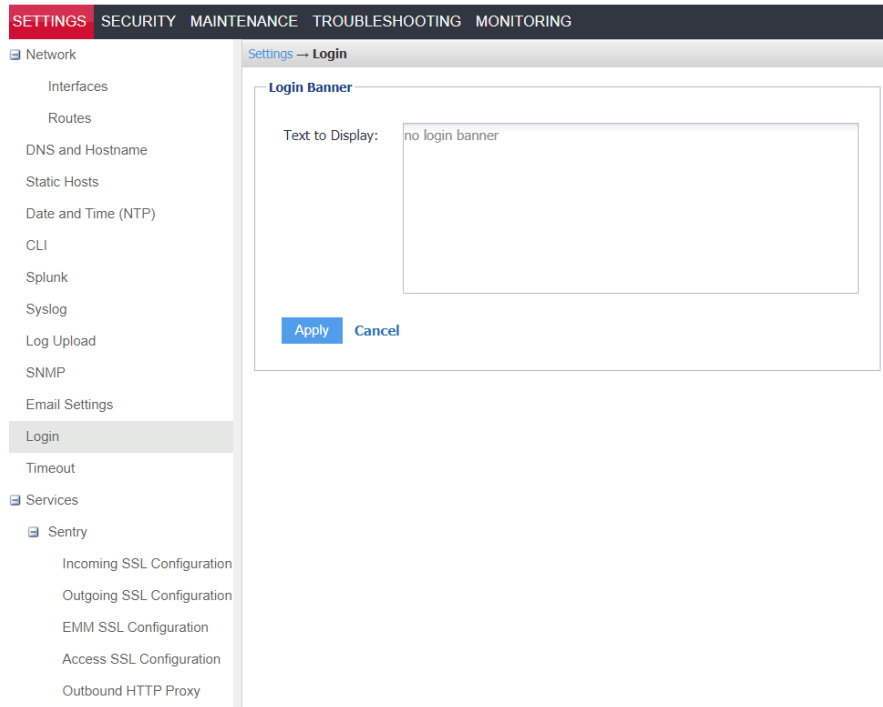 SETTINGS SECURITY MAINTENANCE TROUBLESHOOTING MONITORING
Network
Interfaces
Routes
DNS and Hostname
Static Hosts
Date and Time (NTP)
CLI
Splunk
Syslog
Log Upload
SNMP
Email Settings
Login
Timeout
Services
Sentry
Incoming SSL Configuration
Outgoing SSL Configuration
EMM SSL Configuration
Access SSL Configuration
Outbound HTTP Proxy
Settings → Login
Login Banner
Text to Display: no login banner
Apply Cancel